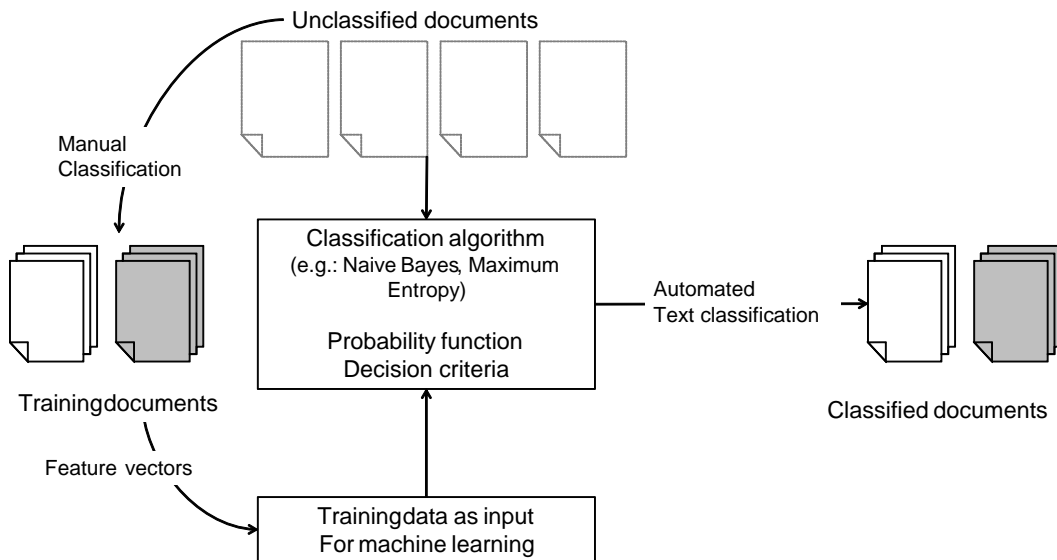 Unclassified documents
Manual
Classification
Classification algorithm
(e.g.: Naive Bayes, Maximum
Entropy)
Probability function
Decision criteria
Automated
Text classification
Trainingdocuments
Classified documents
Feature vectors
Trainingdata as input
For machine learning